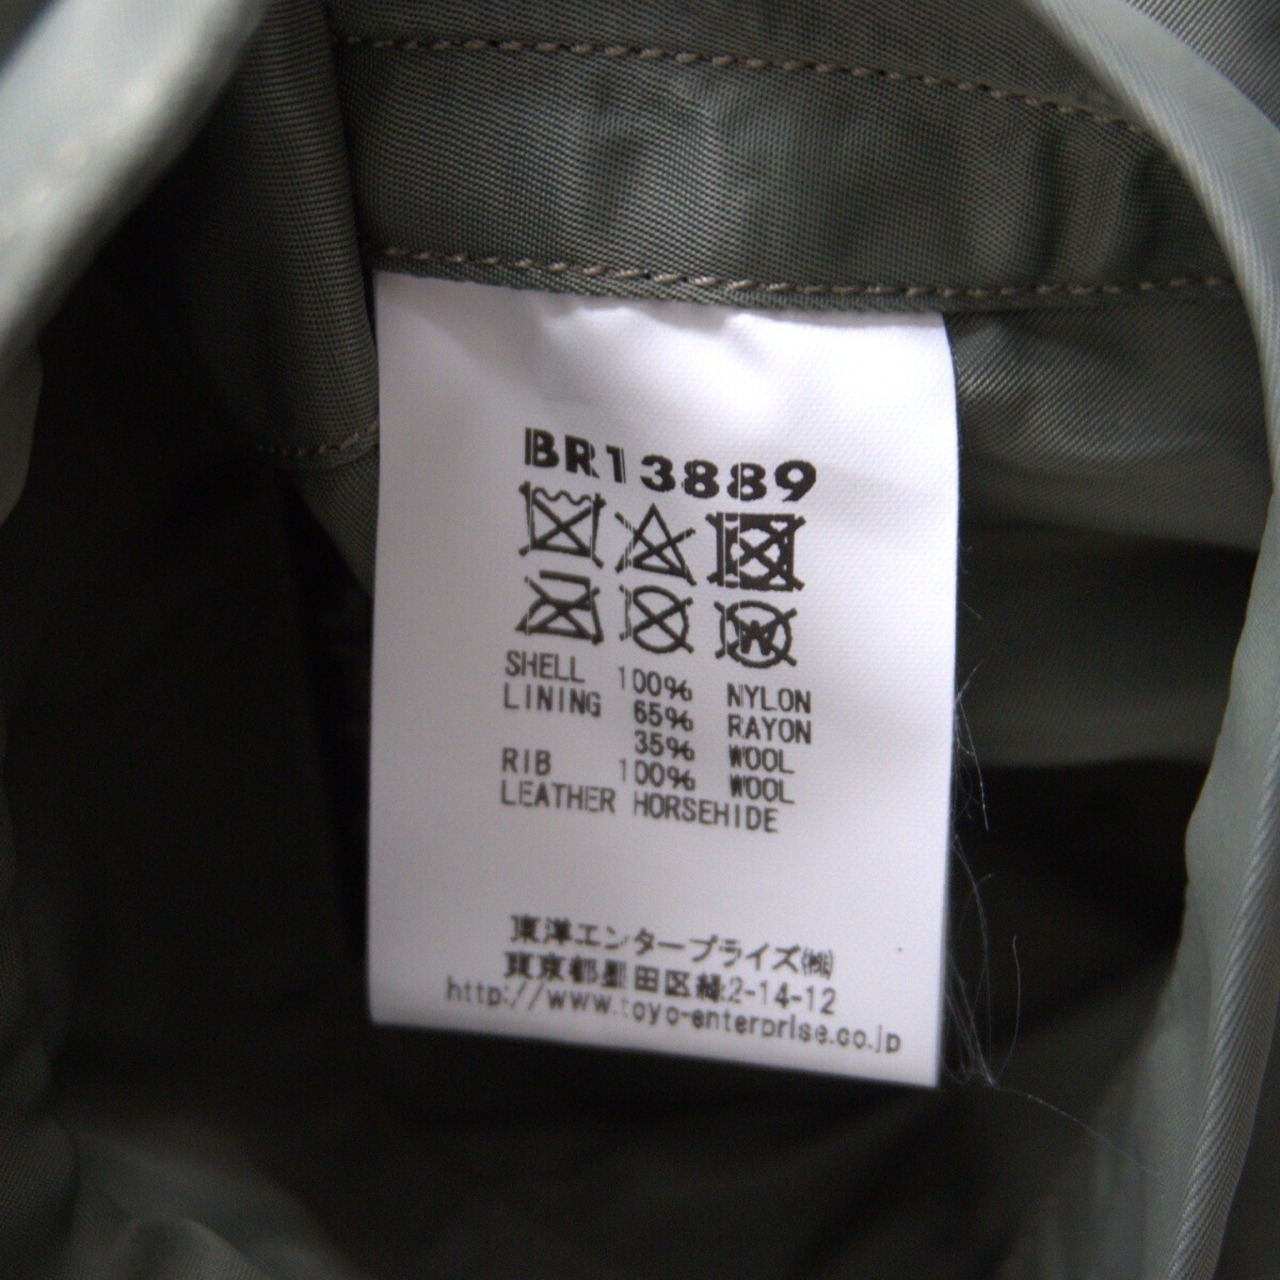 BR13889
W
SHELL 100% NYLON
LINING 65% RAYON
35% WOOL
RIB 100% WOOL
LEATHER HORSEHIDE
東洋エンタープライズ㈱
東京都墨田区緑2-14-12
http://www.toyo-enterprise.co.jp